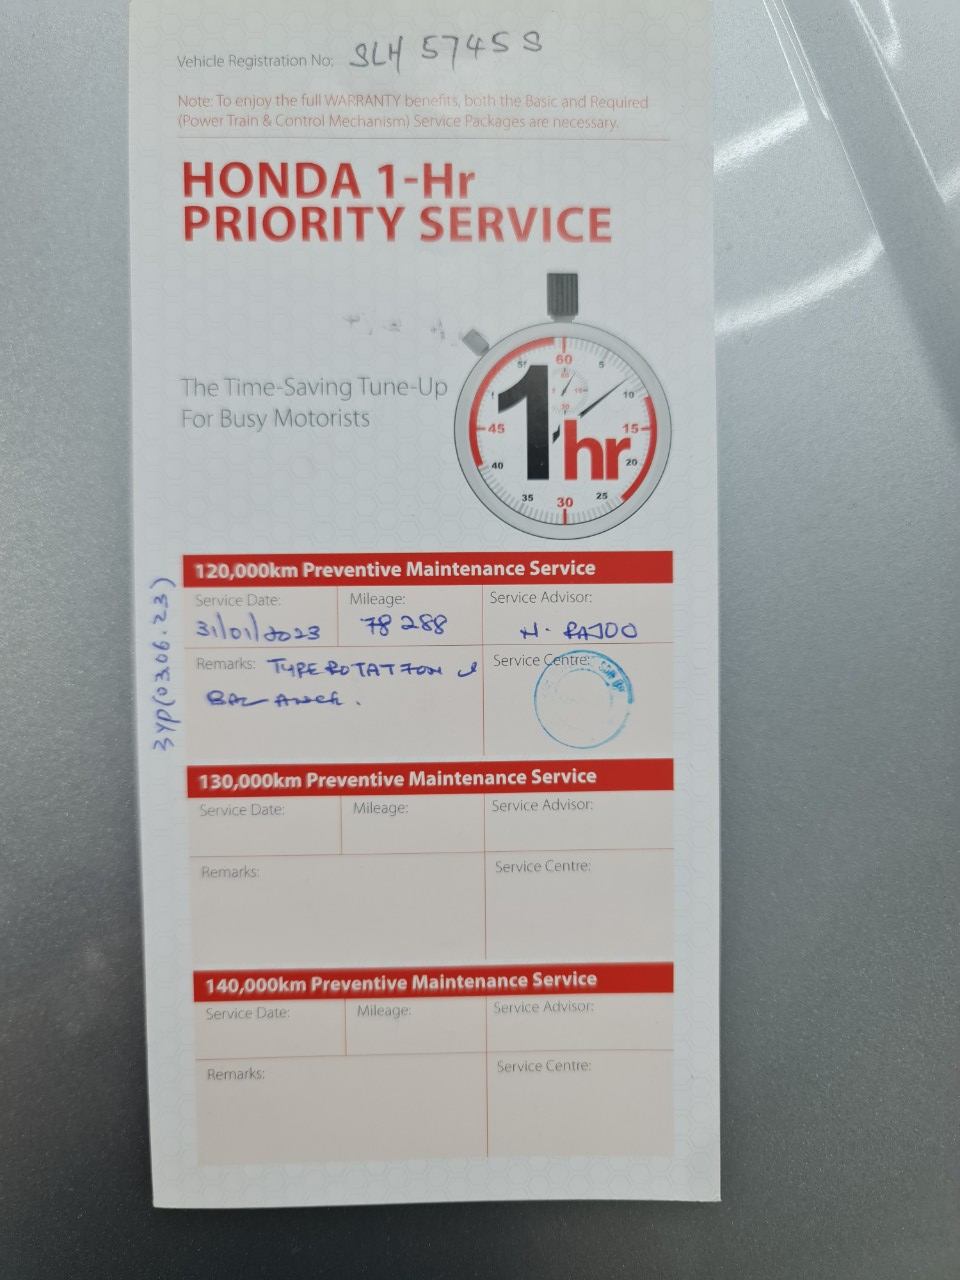 Vehicle Registration No: SLH 5745 S
Note: To enjoy the full WARRANTY benefits, both the Basic and Required
(Power Train & Control Mechanism) Service Packages are necessary.
HONDA 1-Hr
PRIORITY SERVICE
The Time-Saving Tune-Up
For Busy Motorists
60
5
10
15
20
25
30
35
40
45
1hr
120,000km Preventive Maintenance Service
Service Date: Mileage: Service Advisor:
31/01/2023 78 288 N. RAJOO
Remarks: TYRE ROTATION &
BALANCE.
Service Centre:
3YP(03.06.23)
130,000km Preventive Maintenance Service
Service Date: Mileage: Service Advisor:
Remarks: Service Centre:
140,000km Preventive Maintenance Service
Service Date: Mileage: Service Advisor:
Remarks: Service Centre: